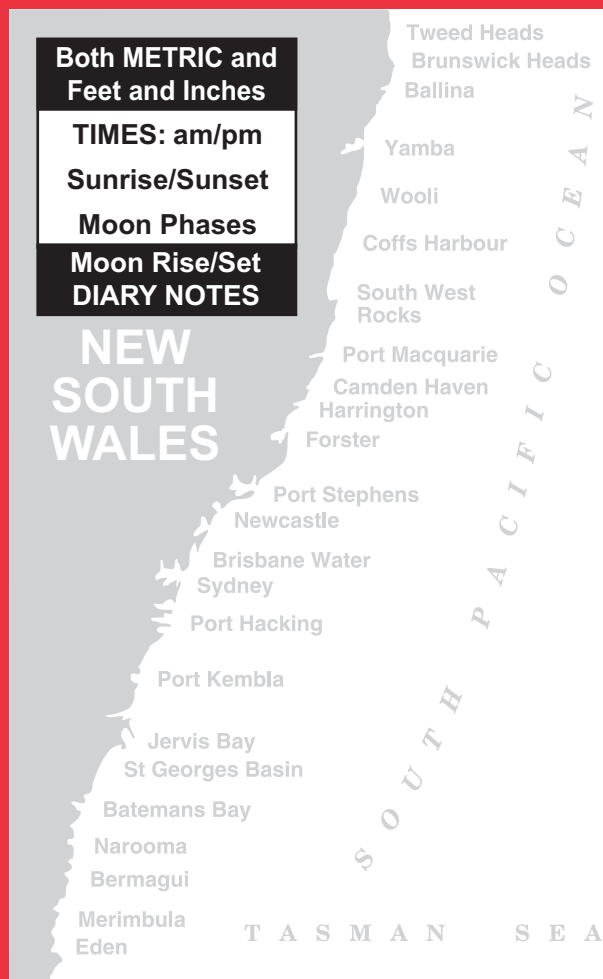 Both METRIC and
Feet and Inches
TIMES: am/pm
Sunrise/Sunset
Moon Phases
Moon Rise/Set
DIARY NOTES
NEW
SOUTH
WALES
Tweed Heads
Brunswick Heads
Ballina
Yamba
Wooli
Coffs Harbour
South West
Rocks
Port Macquarie
Camden Haven
Harrington
Forster
Port Stephens
Newcastle
Brisbane Water
Sydney
Port Hacking
Port Kembla
Jervis Bay
St Georges Basin
Batemans Bay
Narooma
Bermagui
Merimbula
Eden
SOUTH PACIFIC OCEAN
TASMAN SEA